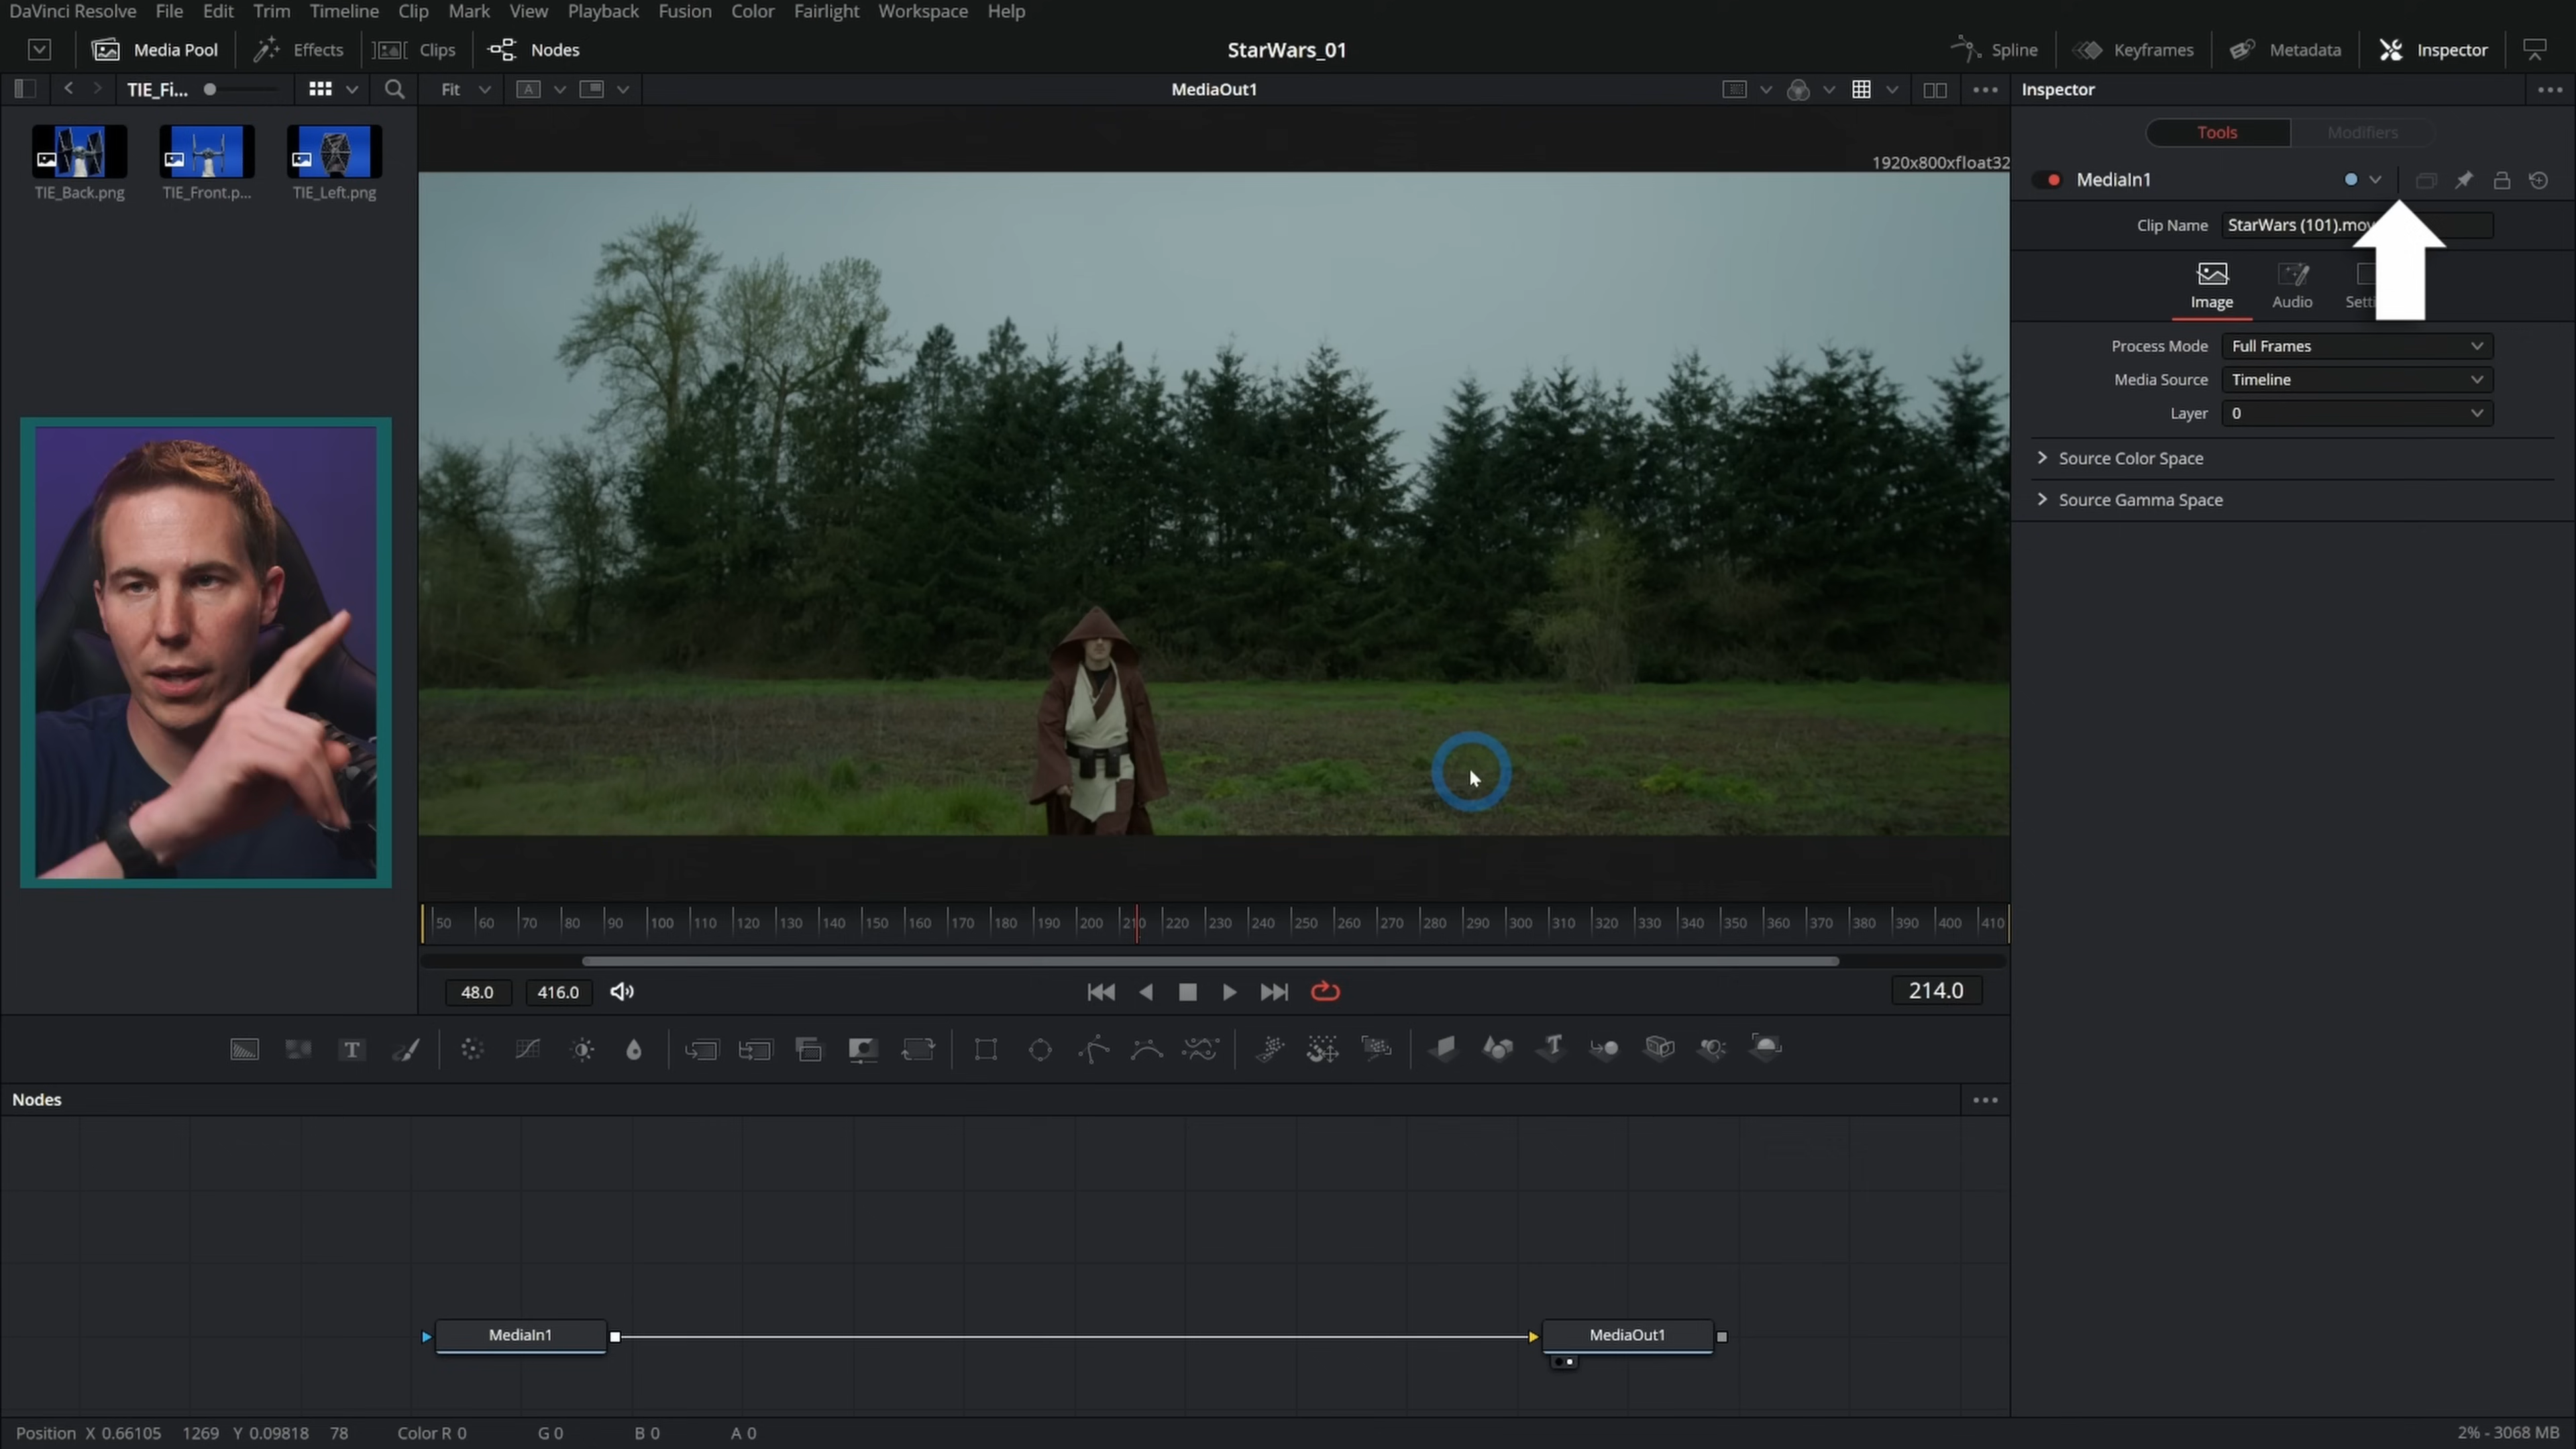 DaVinci Resolve File Edit Trim Timeline Clip Mark View Playback Fusion Color Fairlight Workspace Help
Media Pool Effects Clips Nodes StarWars_01 Spline Keyframes Metadata Inspector
TIE_Fi... Fit A MediaOut1 Inspector
Tools Modifiers
1920x800xfloat32
MediaIn1
TIE_Back.png TIE_Front.p... TIE_Left.png
Clip Name StarWars (101).mov
Image Audio Setti
Process Mode Full Frames
Media Source Timeline
Layer 0
Source Color Space
Source Gamma Space
50 60 70 80 90 100 110 120 130 140 150 160 170 180 190 200 210 220 230 240 250 260 270 280 290 300 310 320 330 340 350 360 370 380 390 400 410
48.0 416.0 214.0
T T
Nodes
MediaIn1 MediaOut1
Position X 0.66105 1269 Y 0.09818 78 Color R 0 G 0 B 0 A 0 2% - 3068 MB